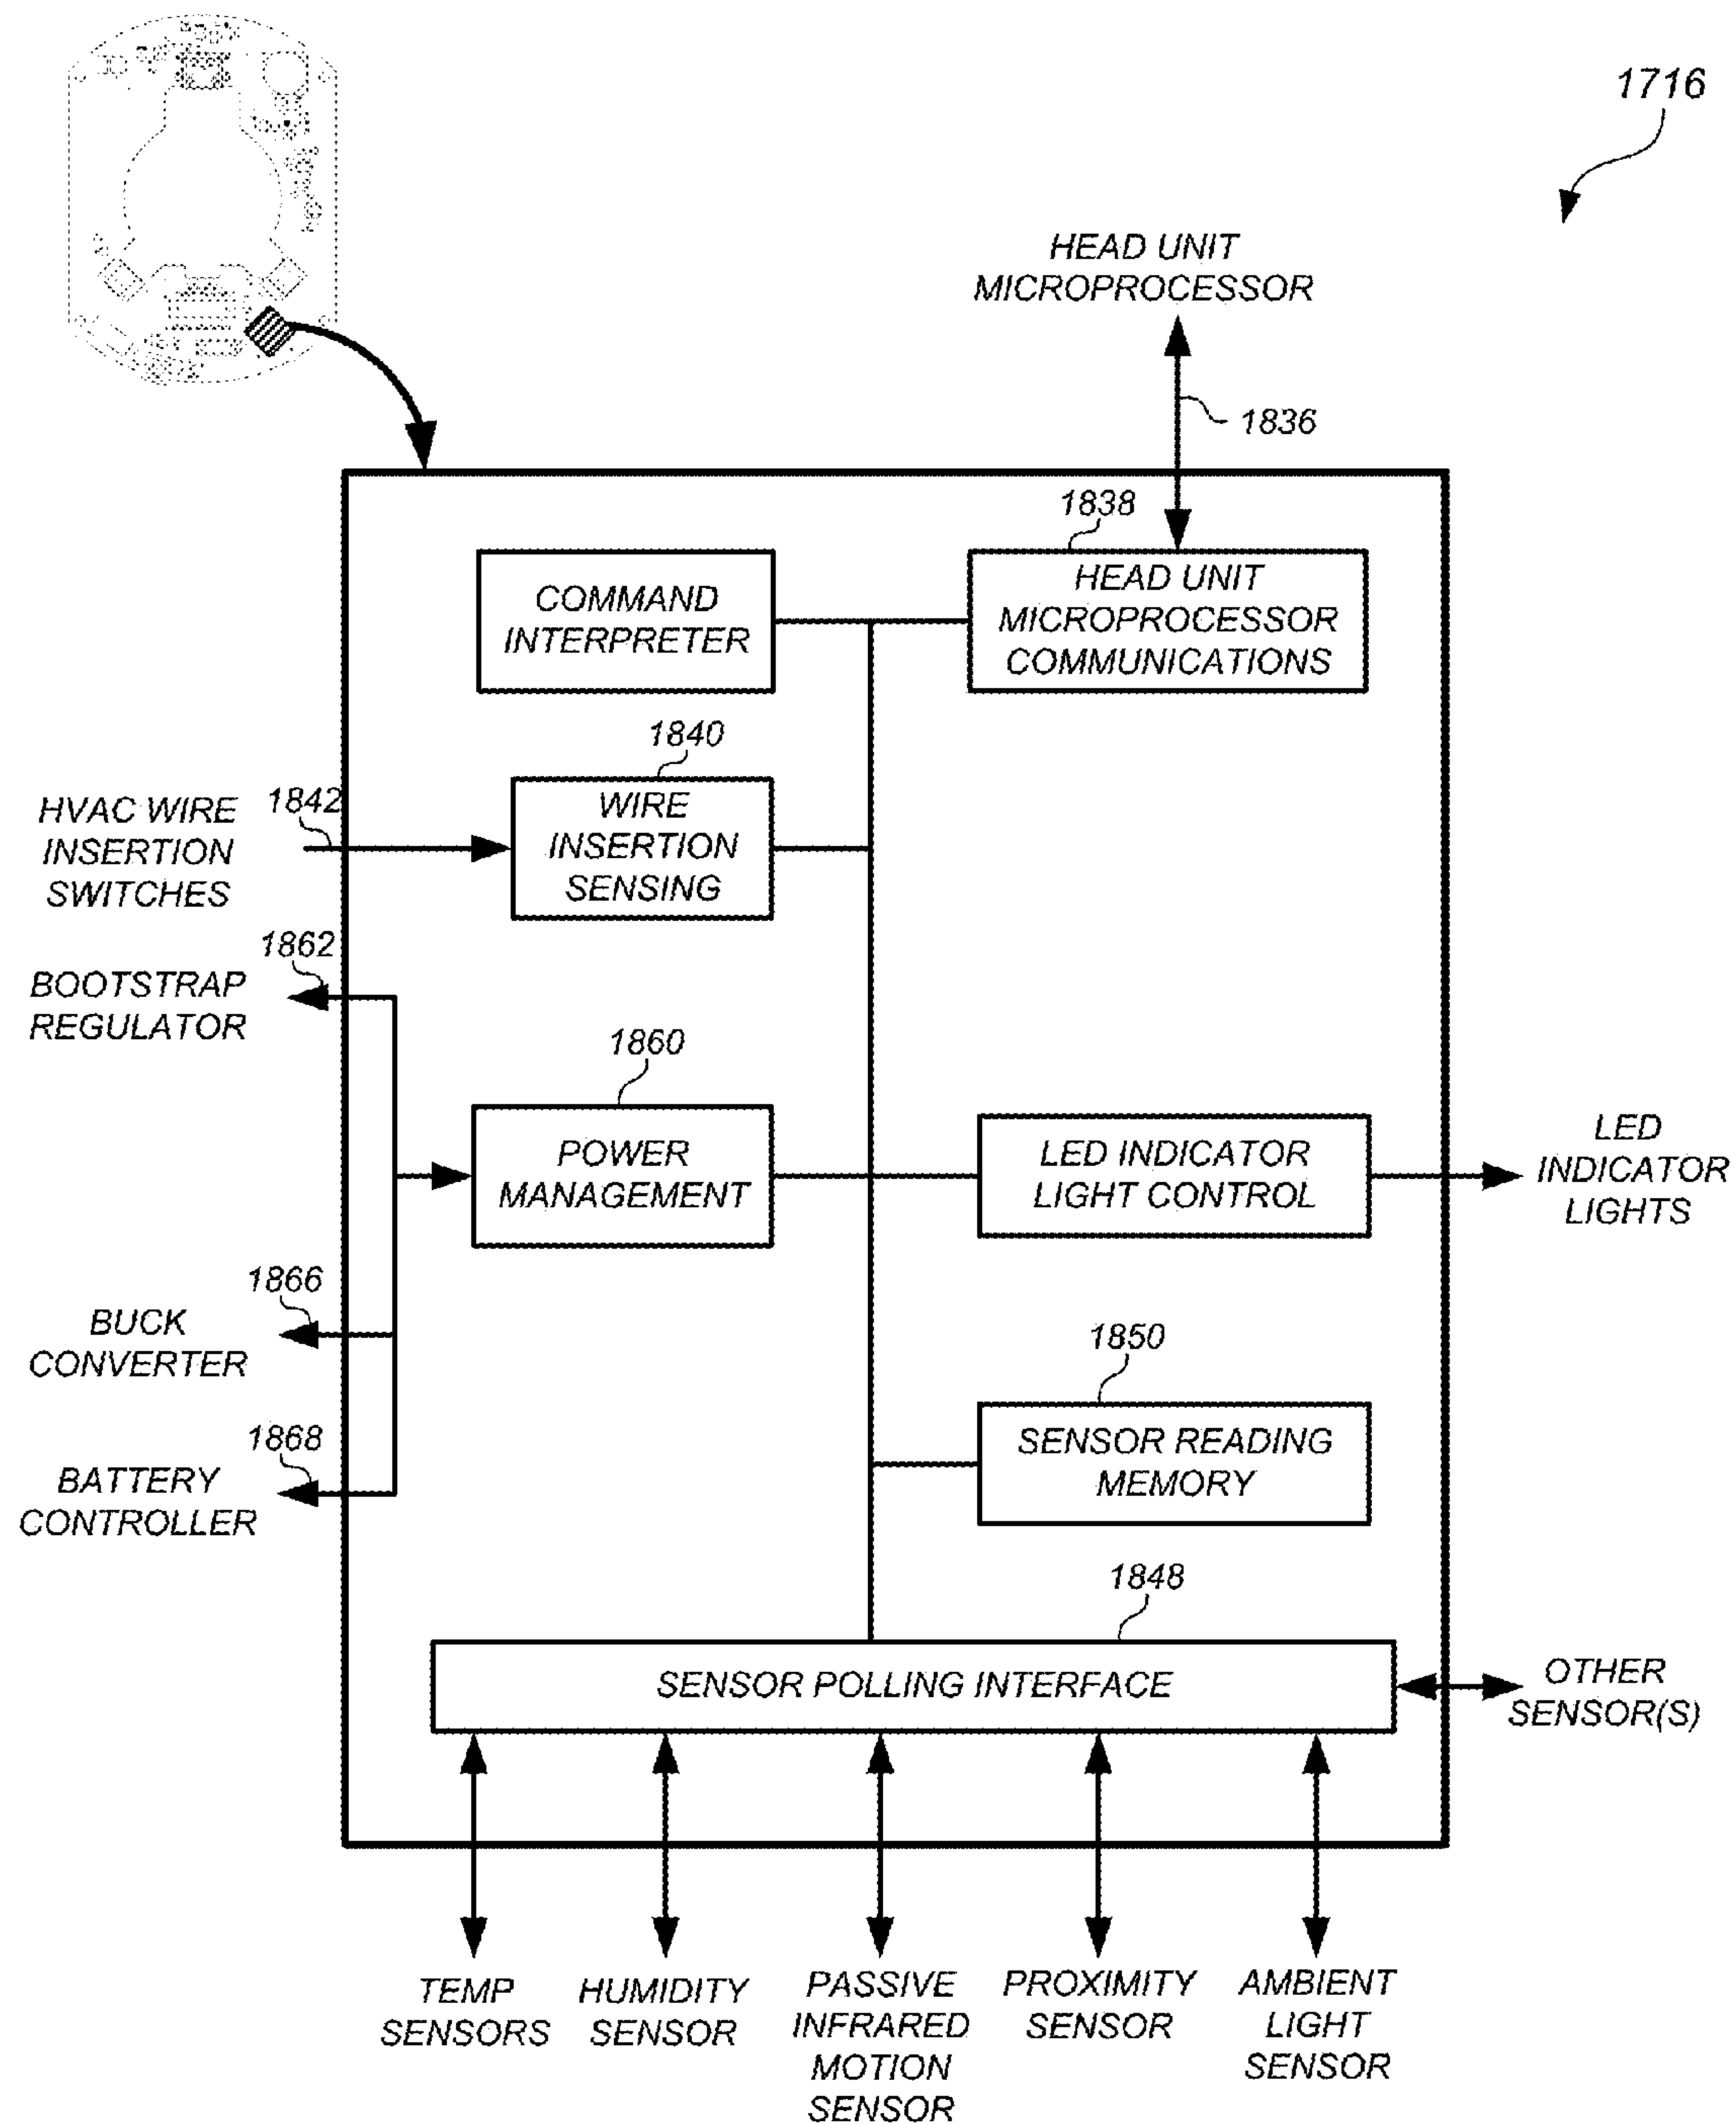 1716
HEAD UNIT
MICROPROCESSOR
1836
1838
COMMAND
INTERPRETER
HEAD UNIT
MICROPROCESSOR
COMMUNICATIONS
1840
HVAC WIRE
INSERTION
SWITCHES
1842
WIRE
INSERTION
SENSING
1862
BOOTSTRAP
REGULATOR
1860
POWER
MANAGEMENT
LED INDICATOR
LIGHT CONTROL
LED
INDICATOR
LIGHTS
1866
BUCK
CONVERTER
1850
SENSOR READING
MEMORY
1868
BATTERY
CONTROLLER
1848
SENSOR POLLING INTERFACE
OTHER
SENSOR(S)
TEMP
SENSORS
HUMIDITY
SENSOR
PASSIVE
INFRARED
MOTION
SENSOR
PROXIMITY
SENSOR
AMBIENT
LIGHT
SENSOR